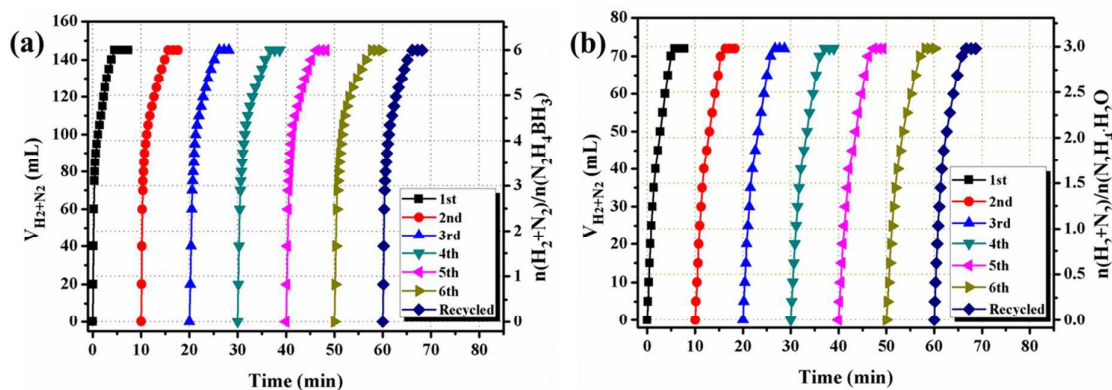 (a)
160
140
120
100
80
60
40
20
0
V_H2+N2 (mL)
0 10 20 30 40 50 60 70 80
Time (min)
6
5
4
3
2
1
0
n(H2+N2)/n(N2H4BH3)
1st
2nd
3rd
4th
5th
6th
Recycled
(b)
80
70
60
50
40
30
20
10
0
V_H2+N2 (mL)
0 10 20 30 40 50 60 70 80
Time (min)
3.0
2.5
2.0
1.5
1.0
0.5
0.0
n(H2+N2)/n(N2H4·H2O
1st
2nd
3rd
4th
5th
6th
Recycled